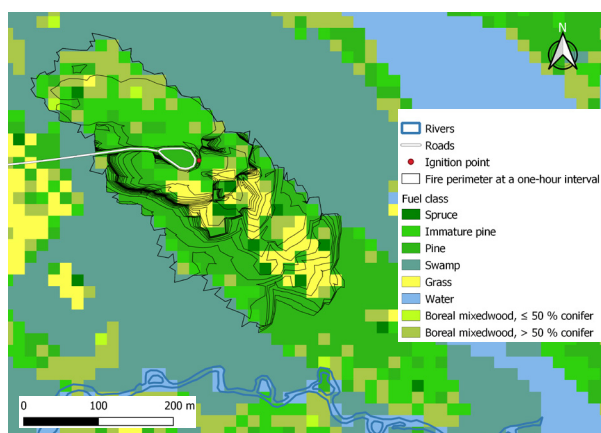 N
Rivers
Roads
Ignition point
Fire perimeter at a one-hour interval
Fuel class
Spruce
Immature pine
Pine
Swamp
Grass
Water
Boreal mixedwood, ≤ 50 % conifer
Boreal mixedwood, > 50 % conifer
0 100 200 m